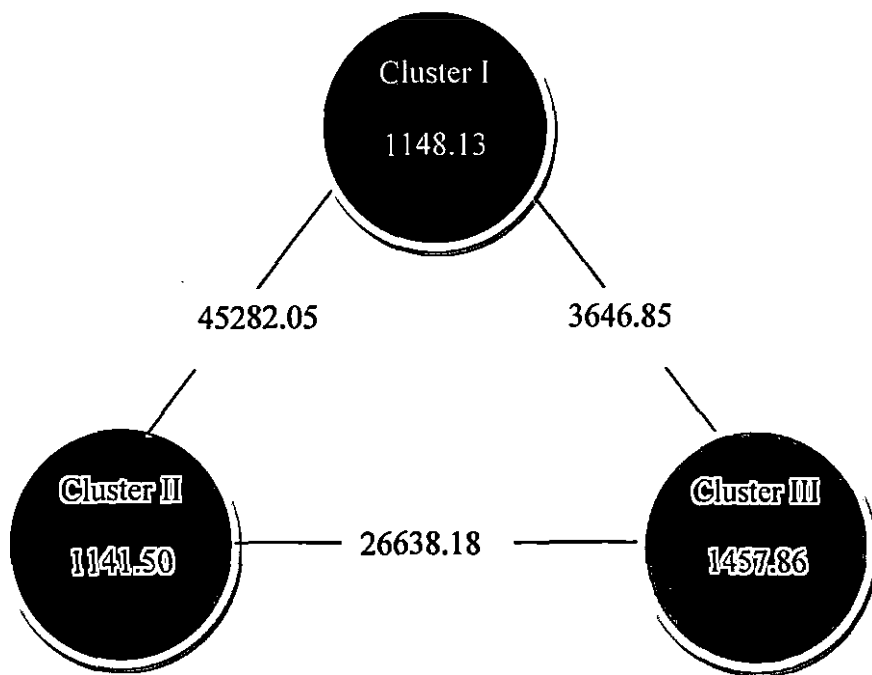 Cluster I
1148.13
45282.05
3646.85
Cluster II
1141.50
26638.18
Cluster III
1457.86